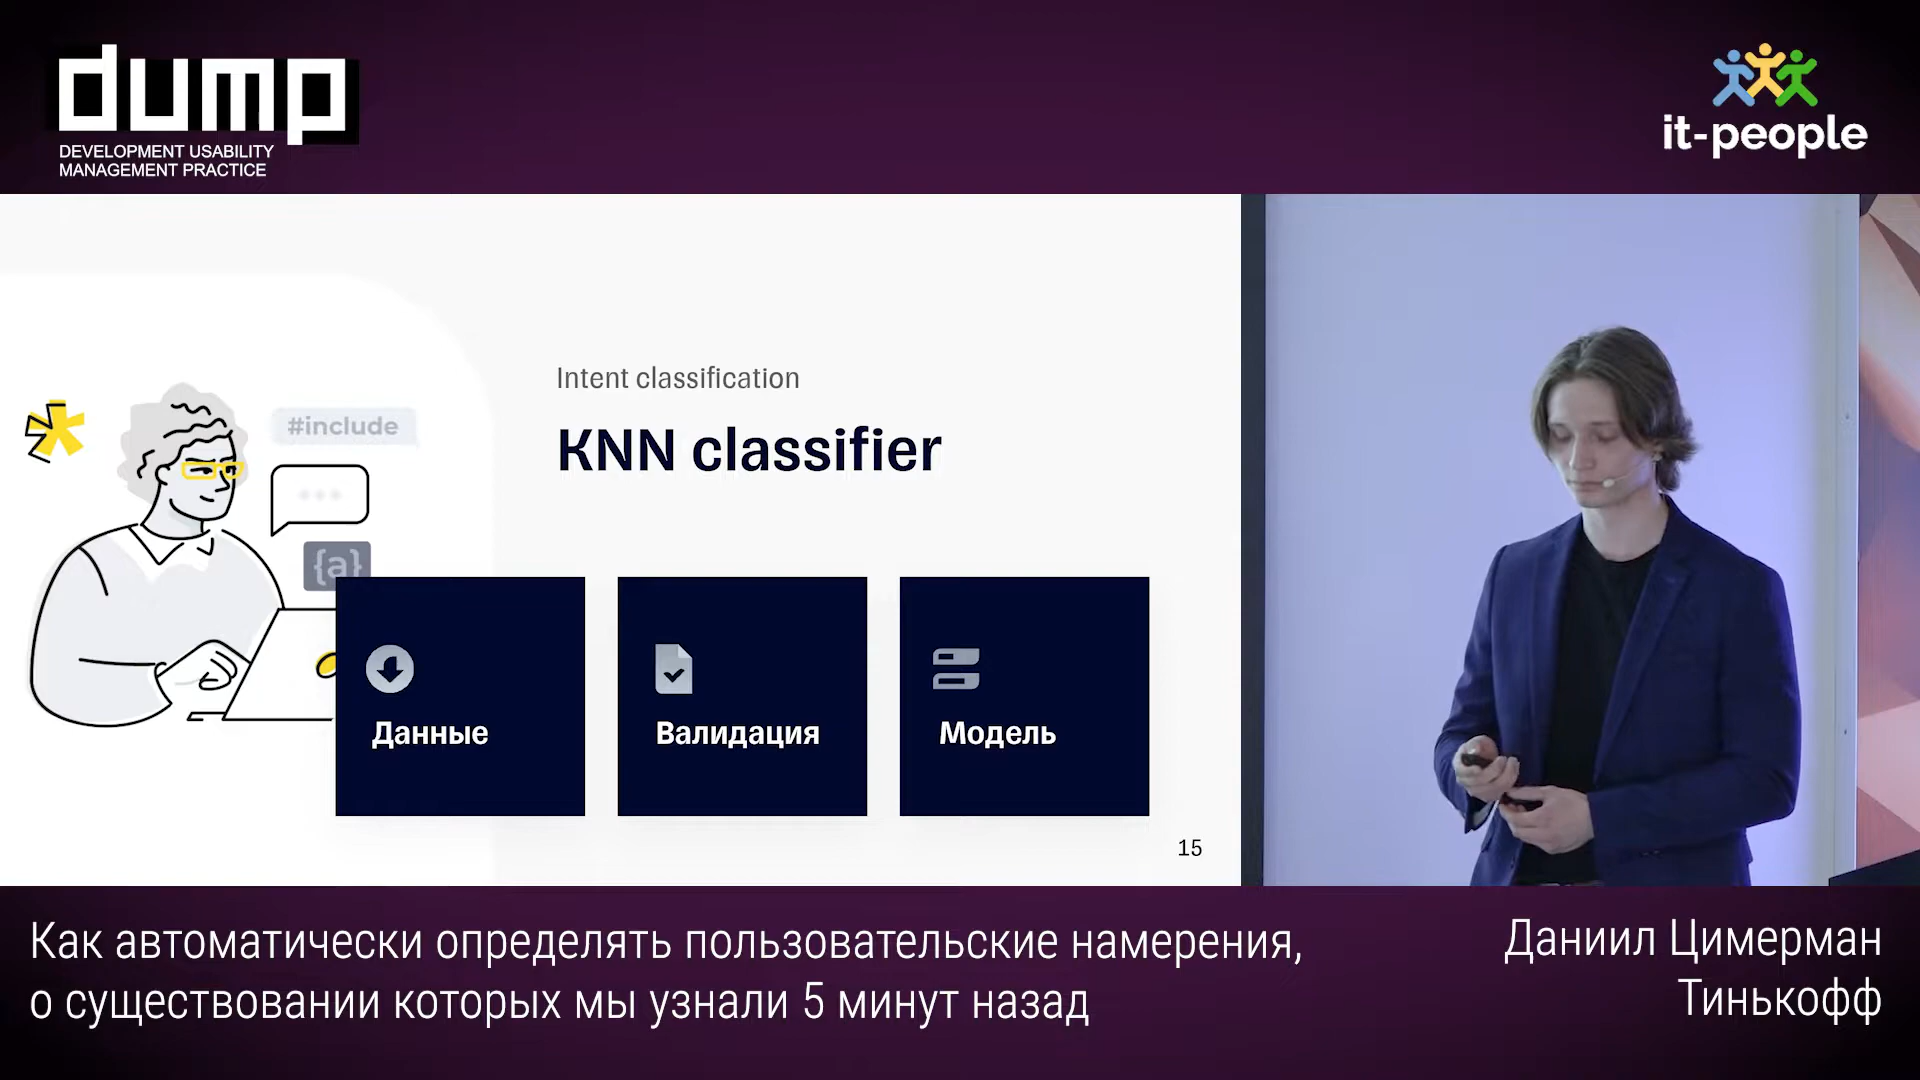 dump
DEVELOPMENT USABILITY
MANAGEMENT PRACTICE
it-people
Intent classification
KNN classifier
#include
{a}
Данные
Валидация
Модель
15
Как автоматически определять пользовательские намерения,
о существовании которых мы узнали 5 минут назад
Даниил Цимерман
Тинькофф